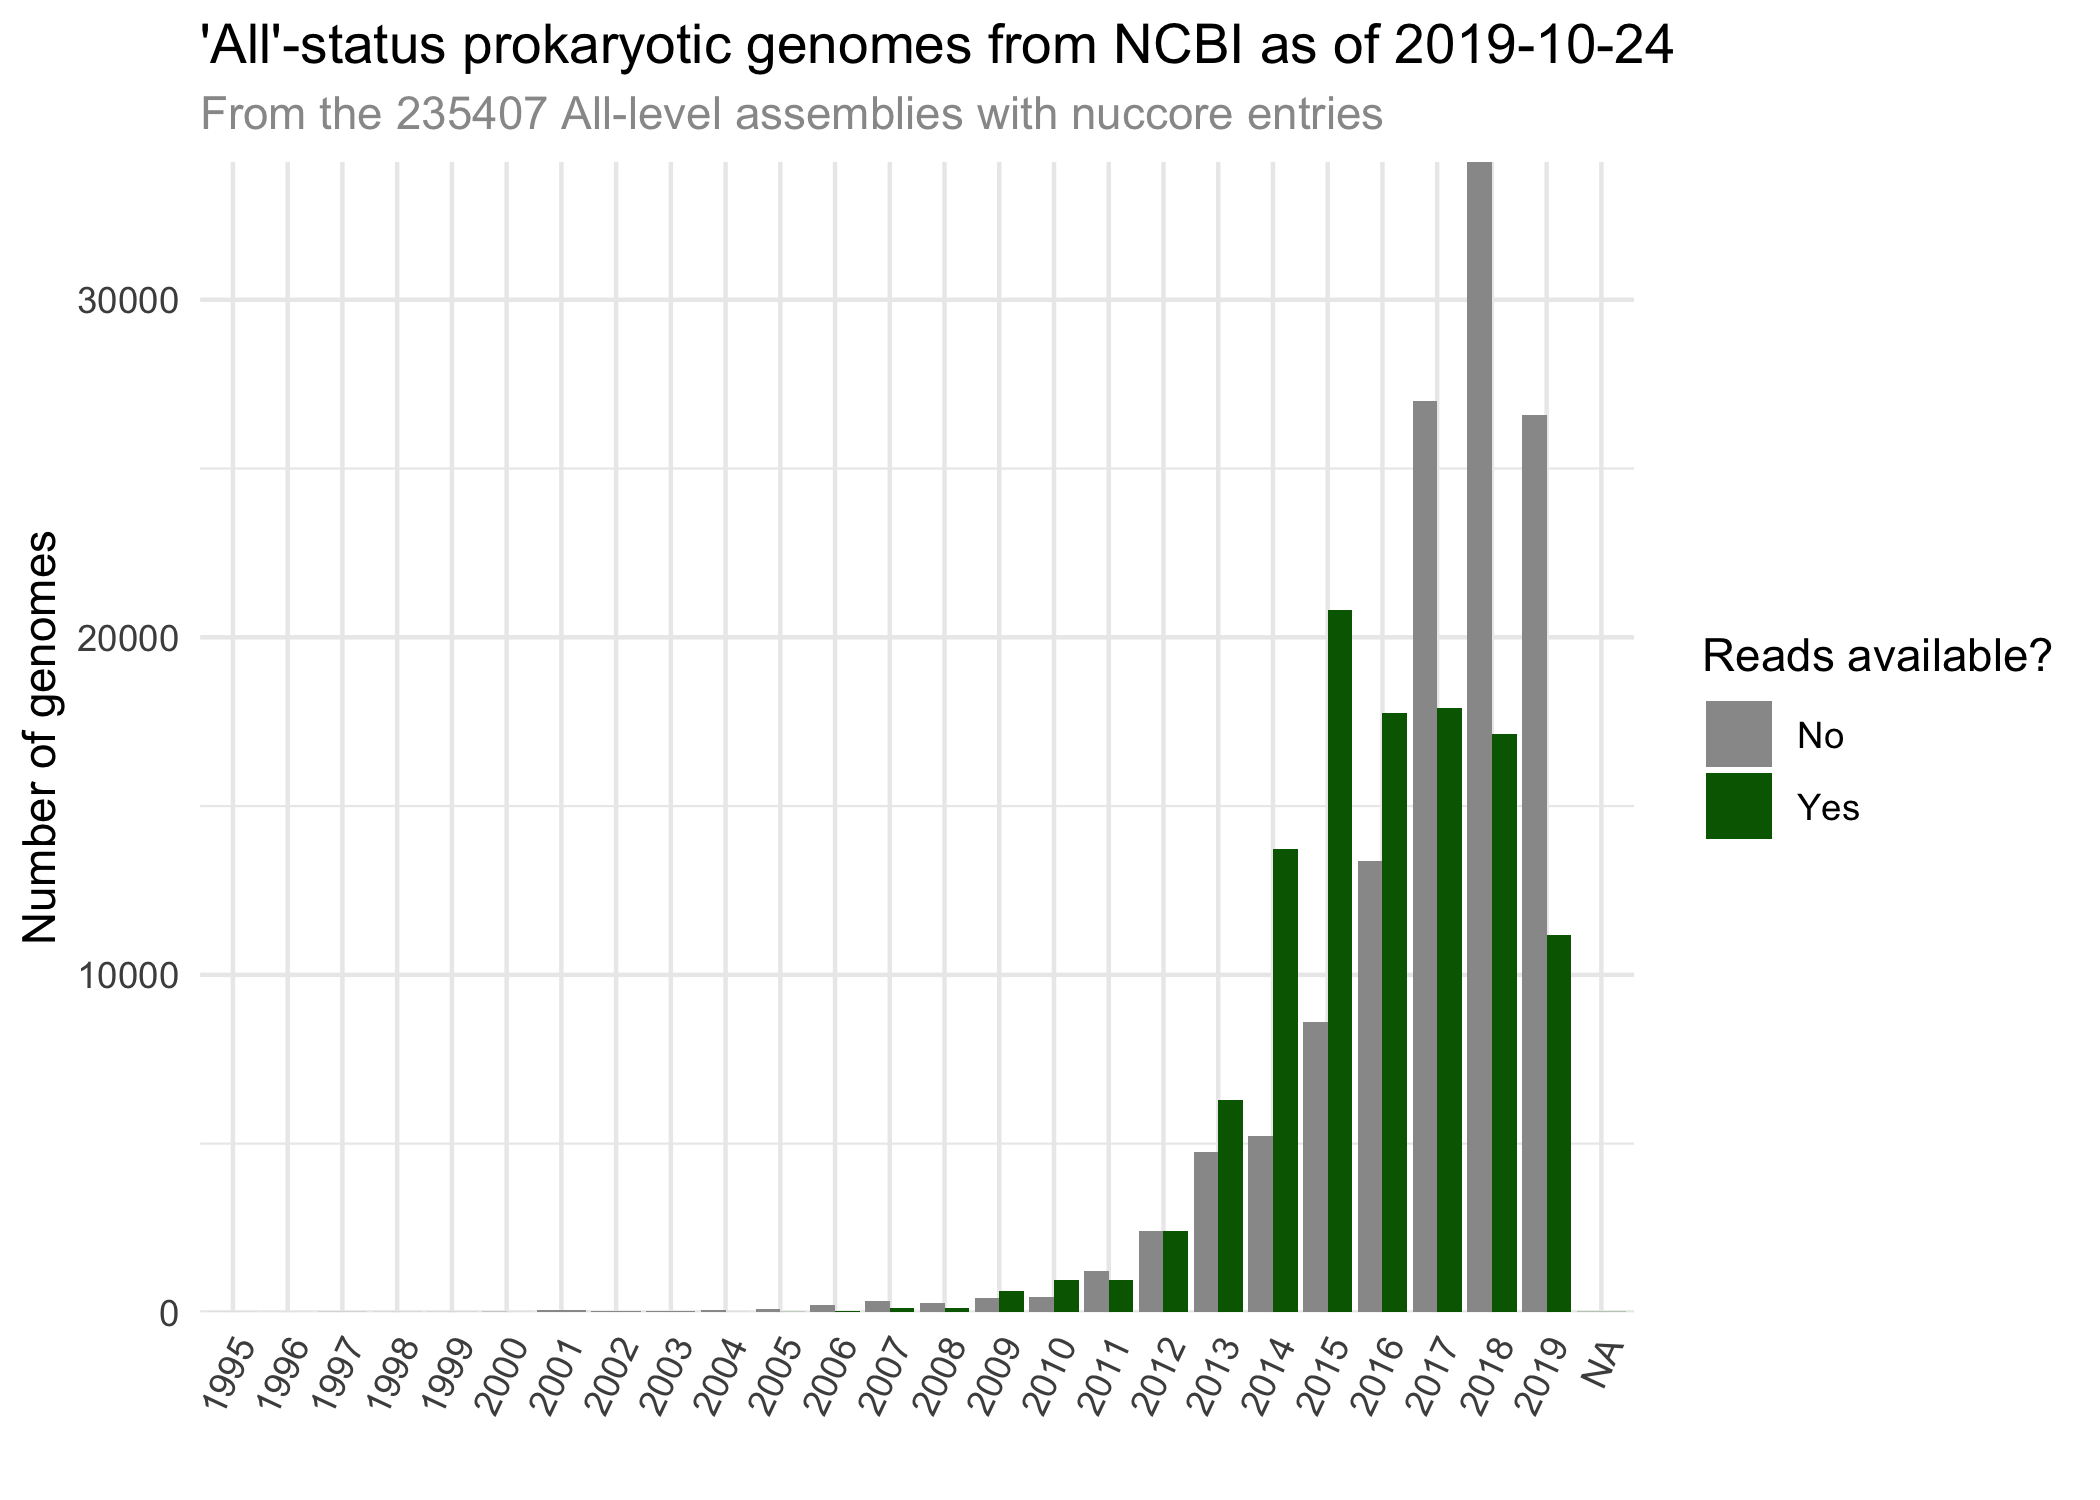 'All'-status prokaryotic genomes from NCBI as of 2019-10-24
From the 235407 All-level assemblies with nuccore entries
Number of genomes
30000
20000
10000
0
1995 1996 1997 1998 1999 2000 2001 2002 2003 2004 2005 2006 2007 2008 2009 2010 2011 2012 2013 2014 2015 2016 2017 2018 2019 NA
Reads available?
No
Yes